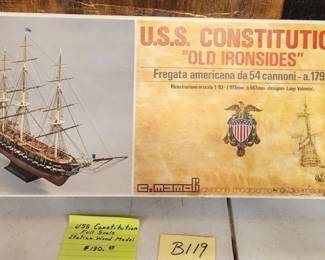 U.S.S. CONSTITUTIO
"OLD IRONSIDES"
Fregata americana da 54 cannoni - a.179
c.mamoli
USS Constitution
Full Scale
Italian Wood Model
$130.00
B119